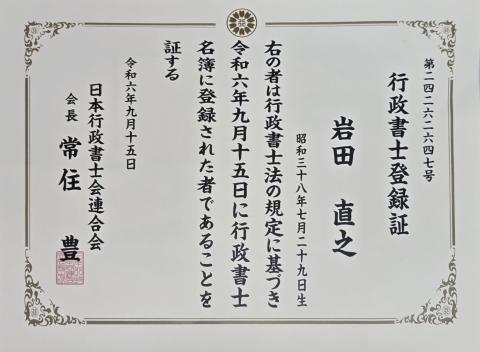 第二四二六二六四七号
行政書士登録証
岩田 直之
昭和三十八年七月二十九日生
右の者は行政書士法の規定に基づき
令和六年九月十五日に行政書士
名簿に登録された者であることを
証する
令和六年九月十五日
日本行政書士会連合会
会長 常住 豊